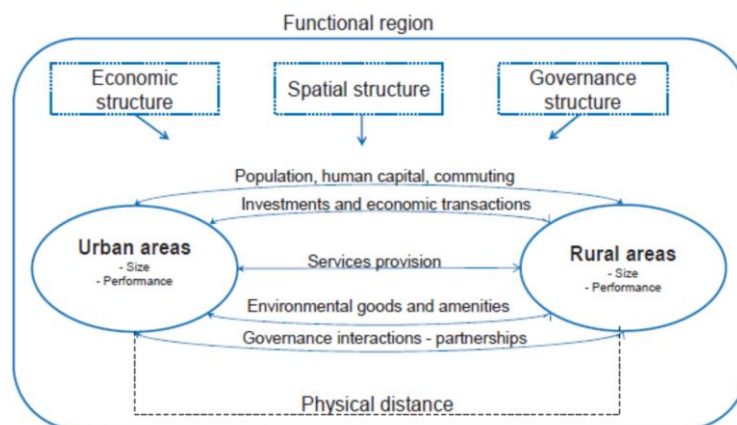 Functional region
Economic
structure
Spatial structure
Governance
structure
Population, human capital, commuting
Investments and economic transactions
Urban areas
- Size
- Performance
Services provision
Rural areas
- Size
- Performance
Environmental goods and amenities
Governance interactions - partnerships
Physical distance